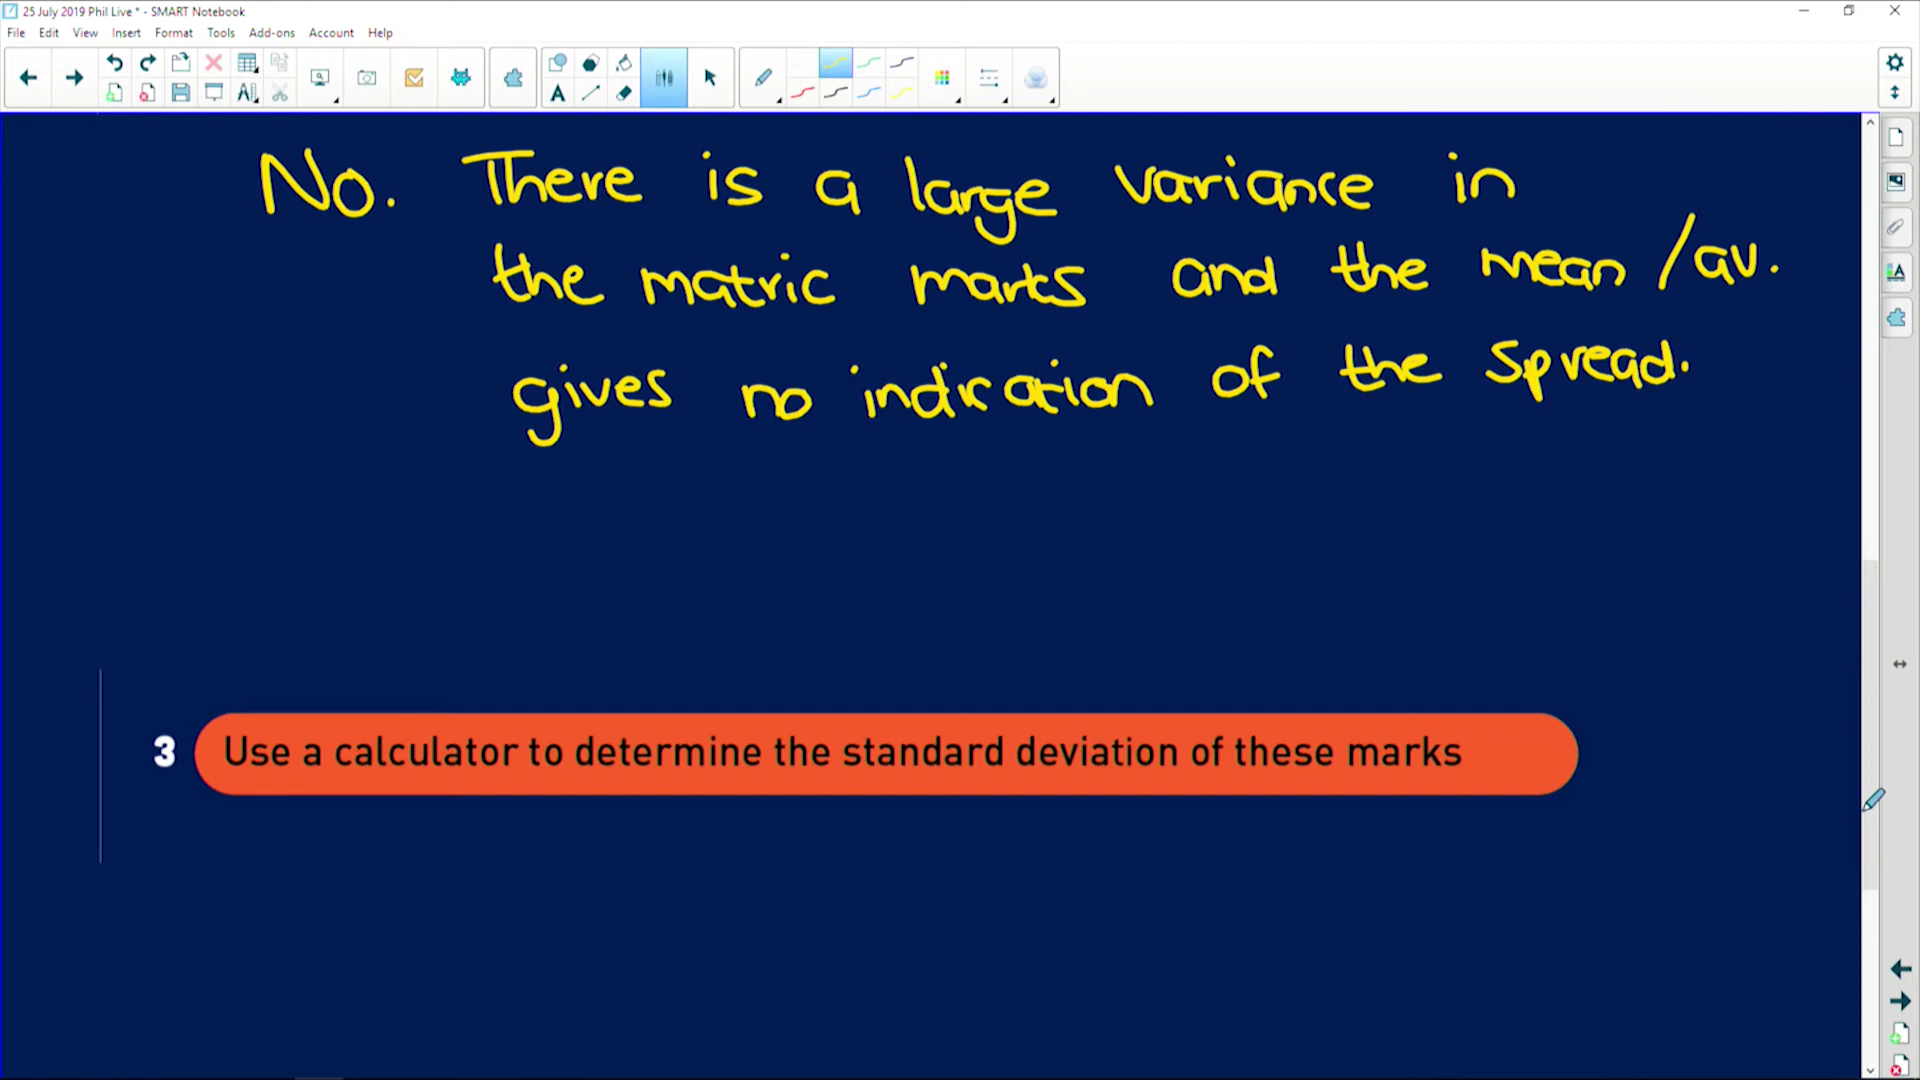 25 July 2019 Phil Live * - SMART Notebook
File Edit View Insert Format Tools Add-ons Account Help
No. There is a large variance in
the matric marks and the mean /av.
gives no indication of the spread.
3 Use a calculator to determine the standard deviation of these marks